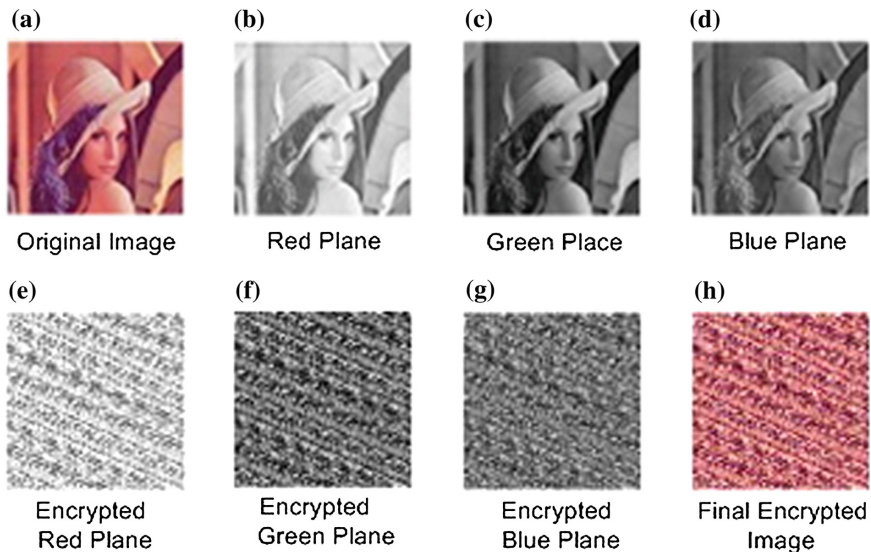 (a)
(b)
(c)
(d)
Original Image
Red Plane
Green Place
Blue Plane
(e)
(f)
(g)
(h)
Encrypted
Red Plane
Encrypted
Green Plane
Encrypted
Blue Plane
Final Encrypted
Image